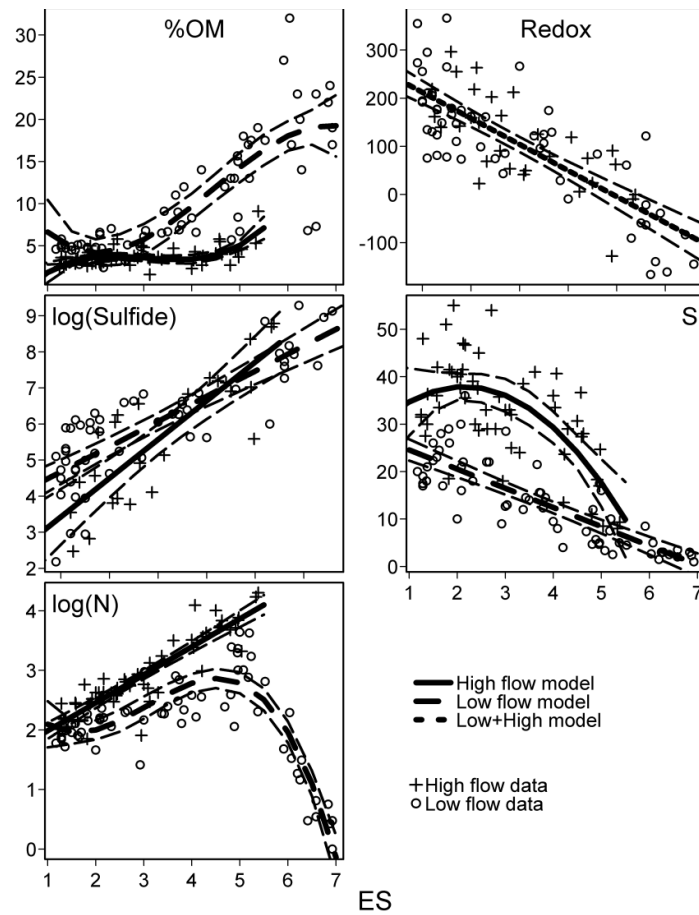 %OM
30
25
20
15
10
5
Redox
300
200
100
0
-100
log(Sulfide)
9
8
7
6
5
4
3
2
S
50
40
30
20
10
0
1 2 3 4 5 6 7
log(N)
4
3
2
1
0
1 2 3 4 5 6 7
High flow model
Low flow model
Low+High model
High flow data
Low flow data
ES